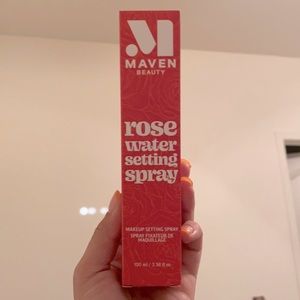 M
MAVEN
BEAUTY
rose
water
setting
spray
MAKEUP SETTING SPRAY
SPRAY FIXATEUR DE
MAQUILLAGE
100 ml / 3.38 fl oz